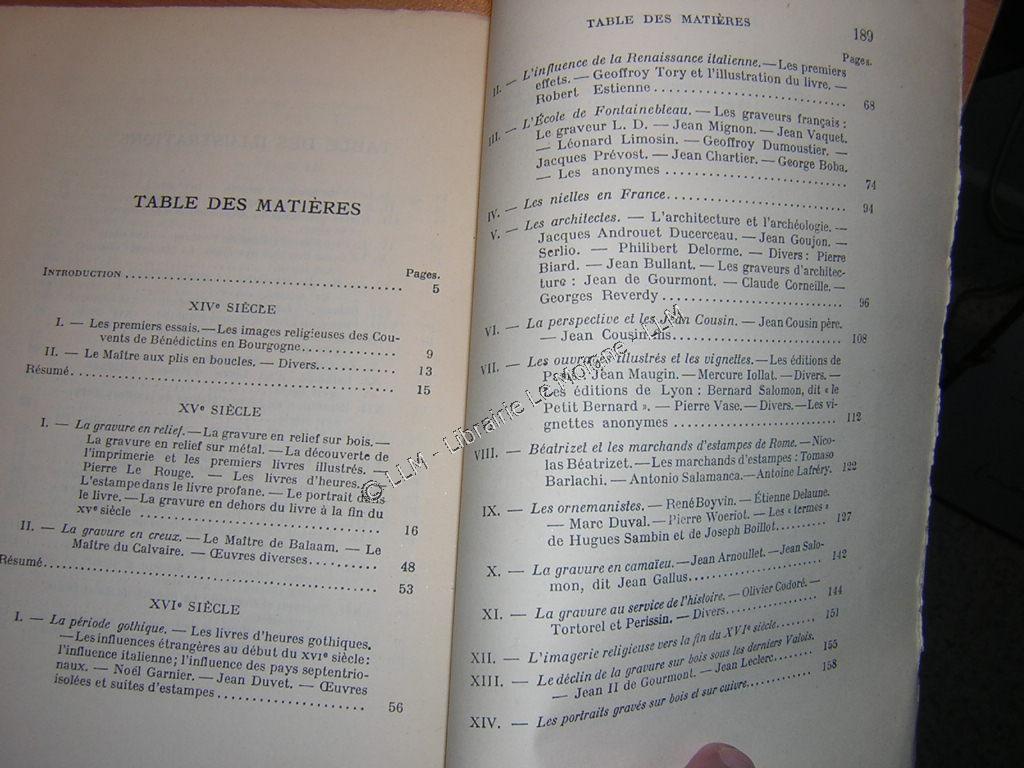 TABLE DES MATIÈRES
Pages.
INTRODUCTION 5
XIVe SIÈCLE
I. — Les premiers essais. — Les images religieuses des Cou-
vents de Bénédictins en Bourgogne 9
II. — Le Maître aux plis en boucles. — Divers 13
Résumé 15
XVe SIÈCLE
I. — La gravure en relief. — La gravure en relief sur bois. —
La gravure en relief sur métal. — La découverte de
l'imprimerie et les premiers livres illustrés. —
Pierre Le Rouge. — Les livres d'heures. —
L'estampe dans le livre profane. — Le portrait dans
le livre. — La gravure en dehors du livre à la fin du
XVe siècle 16
II. — La gravure en creux. — Le Maître de Balaam. — Le
Maître du Calvaire. — Œuvres diverses 48
Résumé 53
XVIe SIÈCLE
I. — La période gothique. — Les livres d'heures gothiques.
— Les influences étrangères au début du XVIe siècle :
l'influence italienne ; l'influence des pays septentrio-
naux. — Noël Garnier. — Jean Duvet. — Œuvres
isolées et suites d'estampes 56
TABLE DES MATIÈRES
189
Pages.
II. — L'influence de la Renaissance italienne. — Les premiers
effets. — Geoffroy Tory et l'illustration du livre. —
Robert Estienne 68
III. — L'École de Fontainebleau. — Les graveurs français :
Le graveur L. D. — Jean Mignon. — Jean Vaquet.
— Léonard Limosin. — Geoffroy Dumoustier. —
Jacques Prévost. — Jean Chartier. — George Boba.
— Les anonymes 74
IV. — Les nielles en France 94
V. — Les architectes. — L'architecture et l'archéologie. —
Jacques Androuet Ducerceau. — Jean Goujon. —
Serlio. — Philibert Delorme. — Divers : Pierre
Biard. — Jean Bullant. — Les graveurs d'architec-
ture : Jean de Gourmont. — Claude Corneille. —
Georges Reverdy 96
VI. — La perspective et les Jean Cousin. — Jean Cousin père.
— Jean Cousin fils 108
VII. — Les ouvrages illustrés et les vignettes. — Les éditions de
Jean Maugin. — Mercure Iollat. — Divers. —
Les éditions de Lyon : Bernard Salomon, dit « le
Petit Bernard ». — Pierre Vase. — Divers. — Les vi-
gnettes anonymes 112
VIII. — Béatrizet et les marchands d'estampes de Rome. — Nico-
las Béatrizet. — Les marchands d'estampes : Tomaso
Barlachi. — Antonio Salamanca. — Antoine Lafréry. 122
IX. — Les ornemanistes. — René Boyvin. — Étienne Delaune.
— Marc Duval. — Pierre Woeriot. — Les « termes »
de Hugues Sambin et de Joseph Boillot 127
X. — La gravure en camaïeu. — Jean Arnoullet. — Jean Salo-
mon, dit Jean Gallus 142
XI. — La gravure au service de l'histoire. — Olivier Codoré. —
Tortorel et Perissin. — Divers 144
XII. — L'imagerie religieuse vers la fin du XVIe siècle 151
XIII. — Le déclin de la gravure sur bois sous les derniers Valois.
— Jean II de Gourmont. — Jean Leclerc 155
XIV. — Les portraits gravés sur bois et sur cuivre 158
© LLM - Librairie Le Morane - LLM